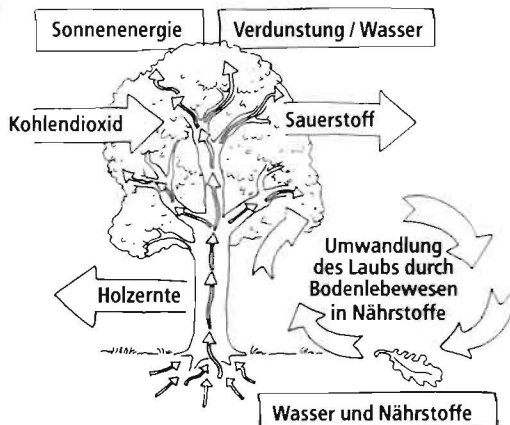 Sonnenenergie
Verdunstung / Wasser
Kohlendioxid
Sauerstoff
Umwandlung
des Laubs durch
Bodenlebewesen
in Nährstoffe
Holzernte
Wasser und Nährstoffe